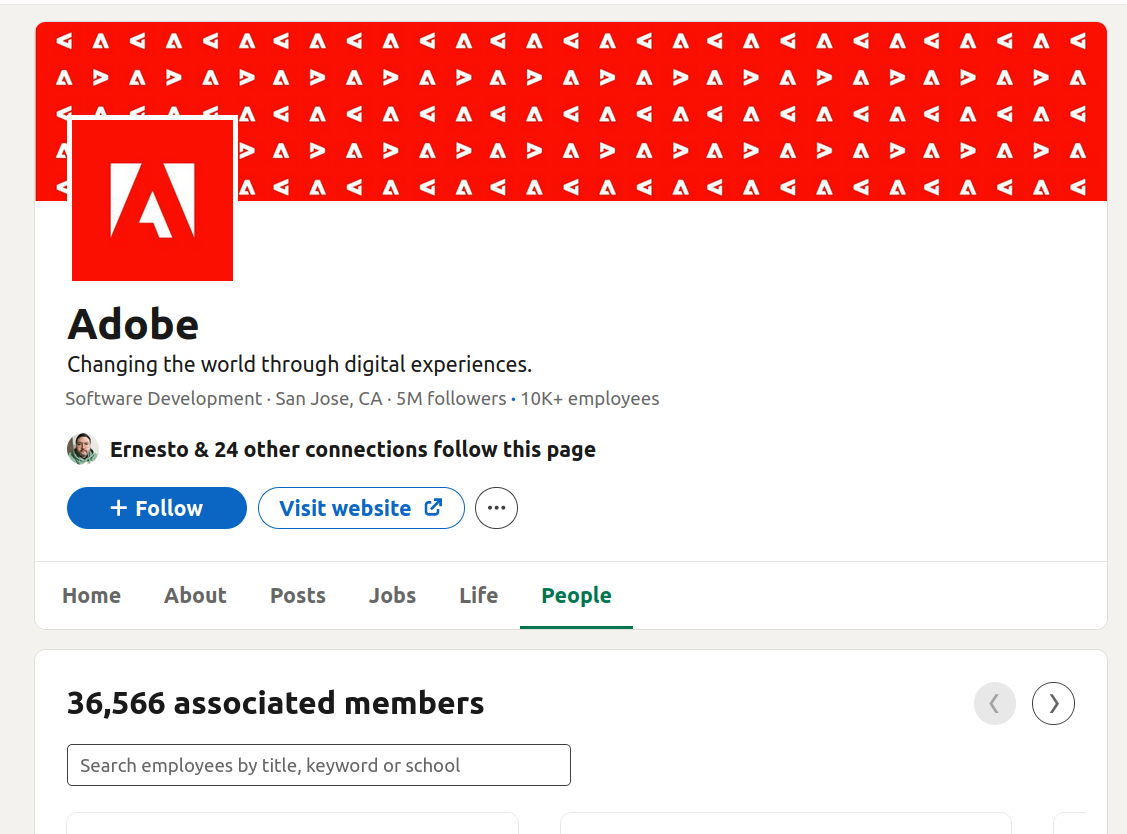 Adobe
Changing the world through digital experiences.
Software Development · San Jose, CA · 5M followers • 10K+ employees
Ernesto & 24 other connections follow this page
+ Follow
Visit website
Home About Posts Jobs Life People
36,566 associated members
Search employees by title, keyword or school